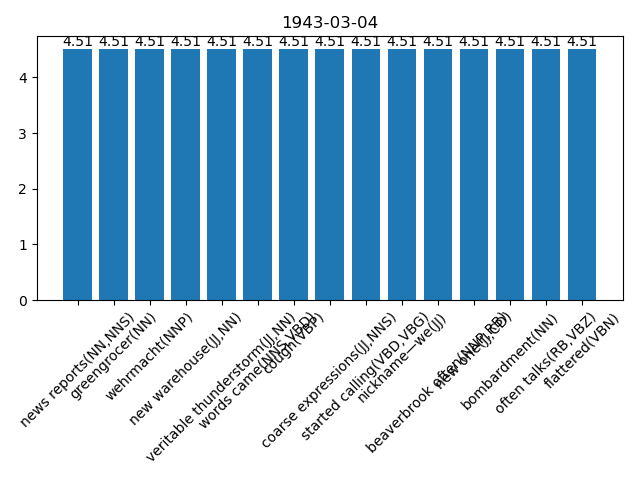 1943-03-04
4.51 4.51 4.51 4.51 4.51 4.51 4.51 4.51 4.51 4.51 4.51 4.51 4.51 4.51 4.51
4
3
2
1
0
news reports(NN,NNS)
greengrocer(NN)
wehrmacht(NNP)
new warehouse(JJ,NN)
veritable thunderstorm(JJ,NN)
words came(NNS,VBD)
cough(VBP)
coarse expressions(JJ,NNS)
started calling(VBD,VBG)
nickname—we(JJ)
beaverbrook often(NNP,RB)
new one(JJ,CD)
bombardment(NN)
often talks(RB,VBZ)
flattered(VBN)